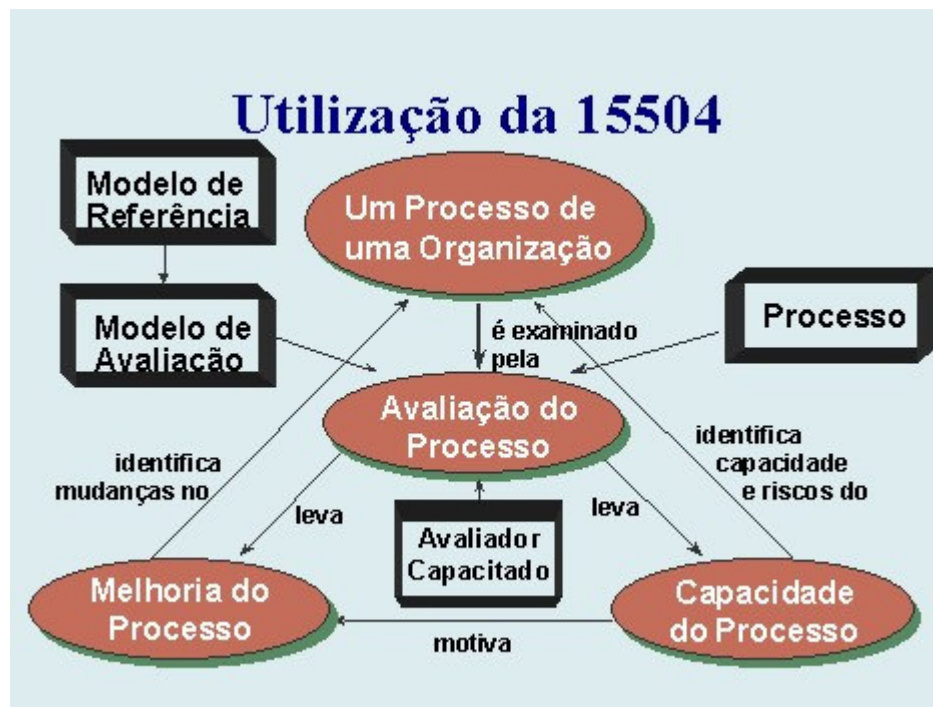 Utilização da 15504
Modelo de
Referência
Um Processo de
uma Organização
Modelo de
Avaliação
é examinado
pela
Processo
Avaliação do
Processo
identifica
mudanças no
identifica
capacidade
e riscos do
leva
leva
Avaliador
Capacitado
Melhoria do
Processo
Capacidade
do Processo
motiva